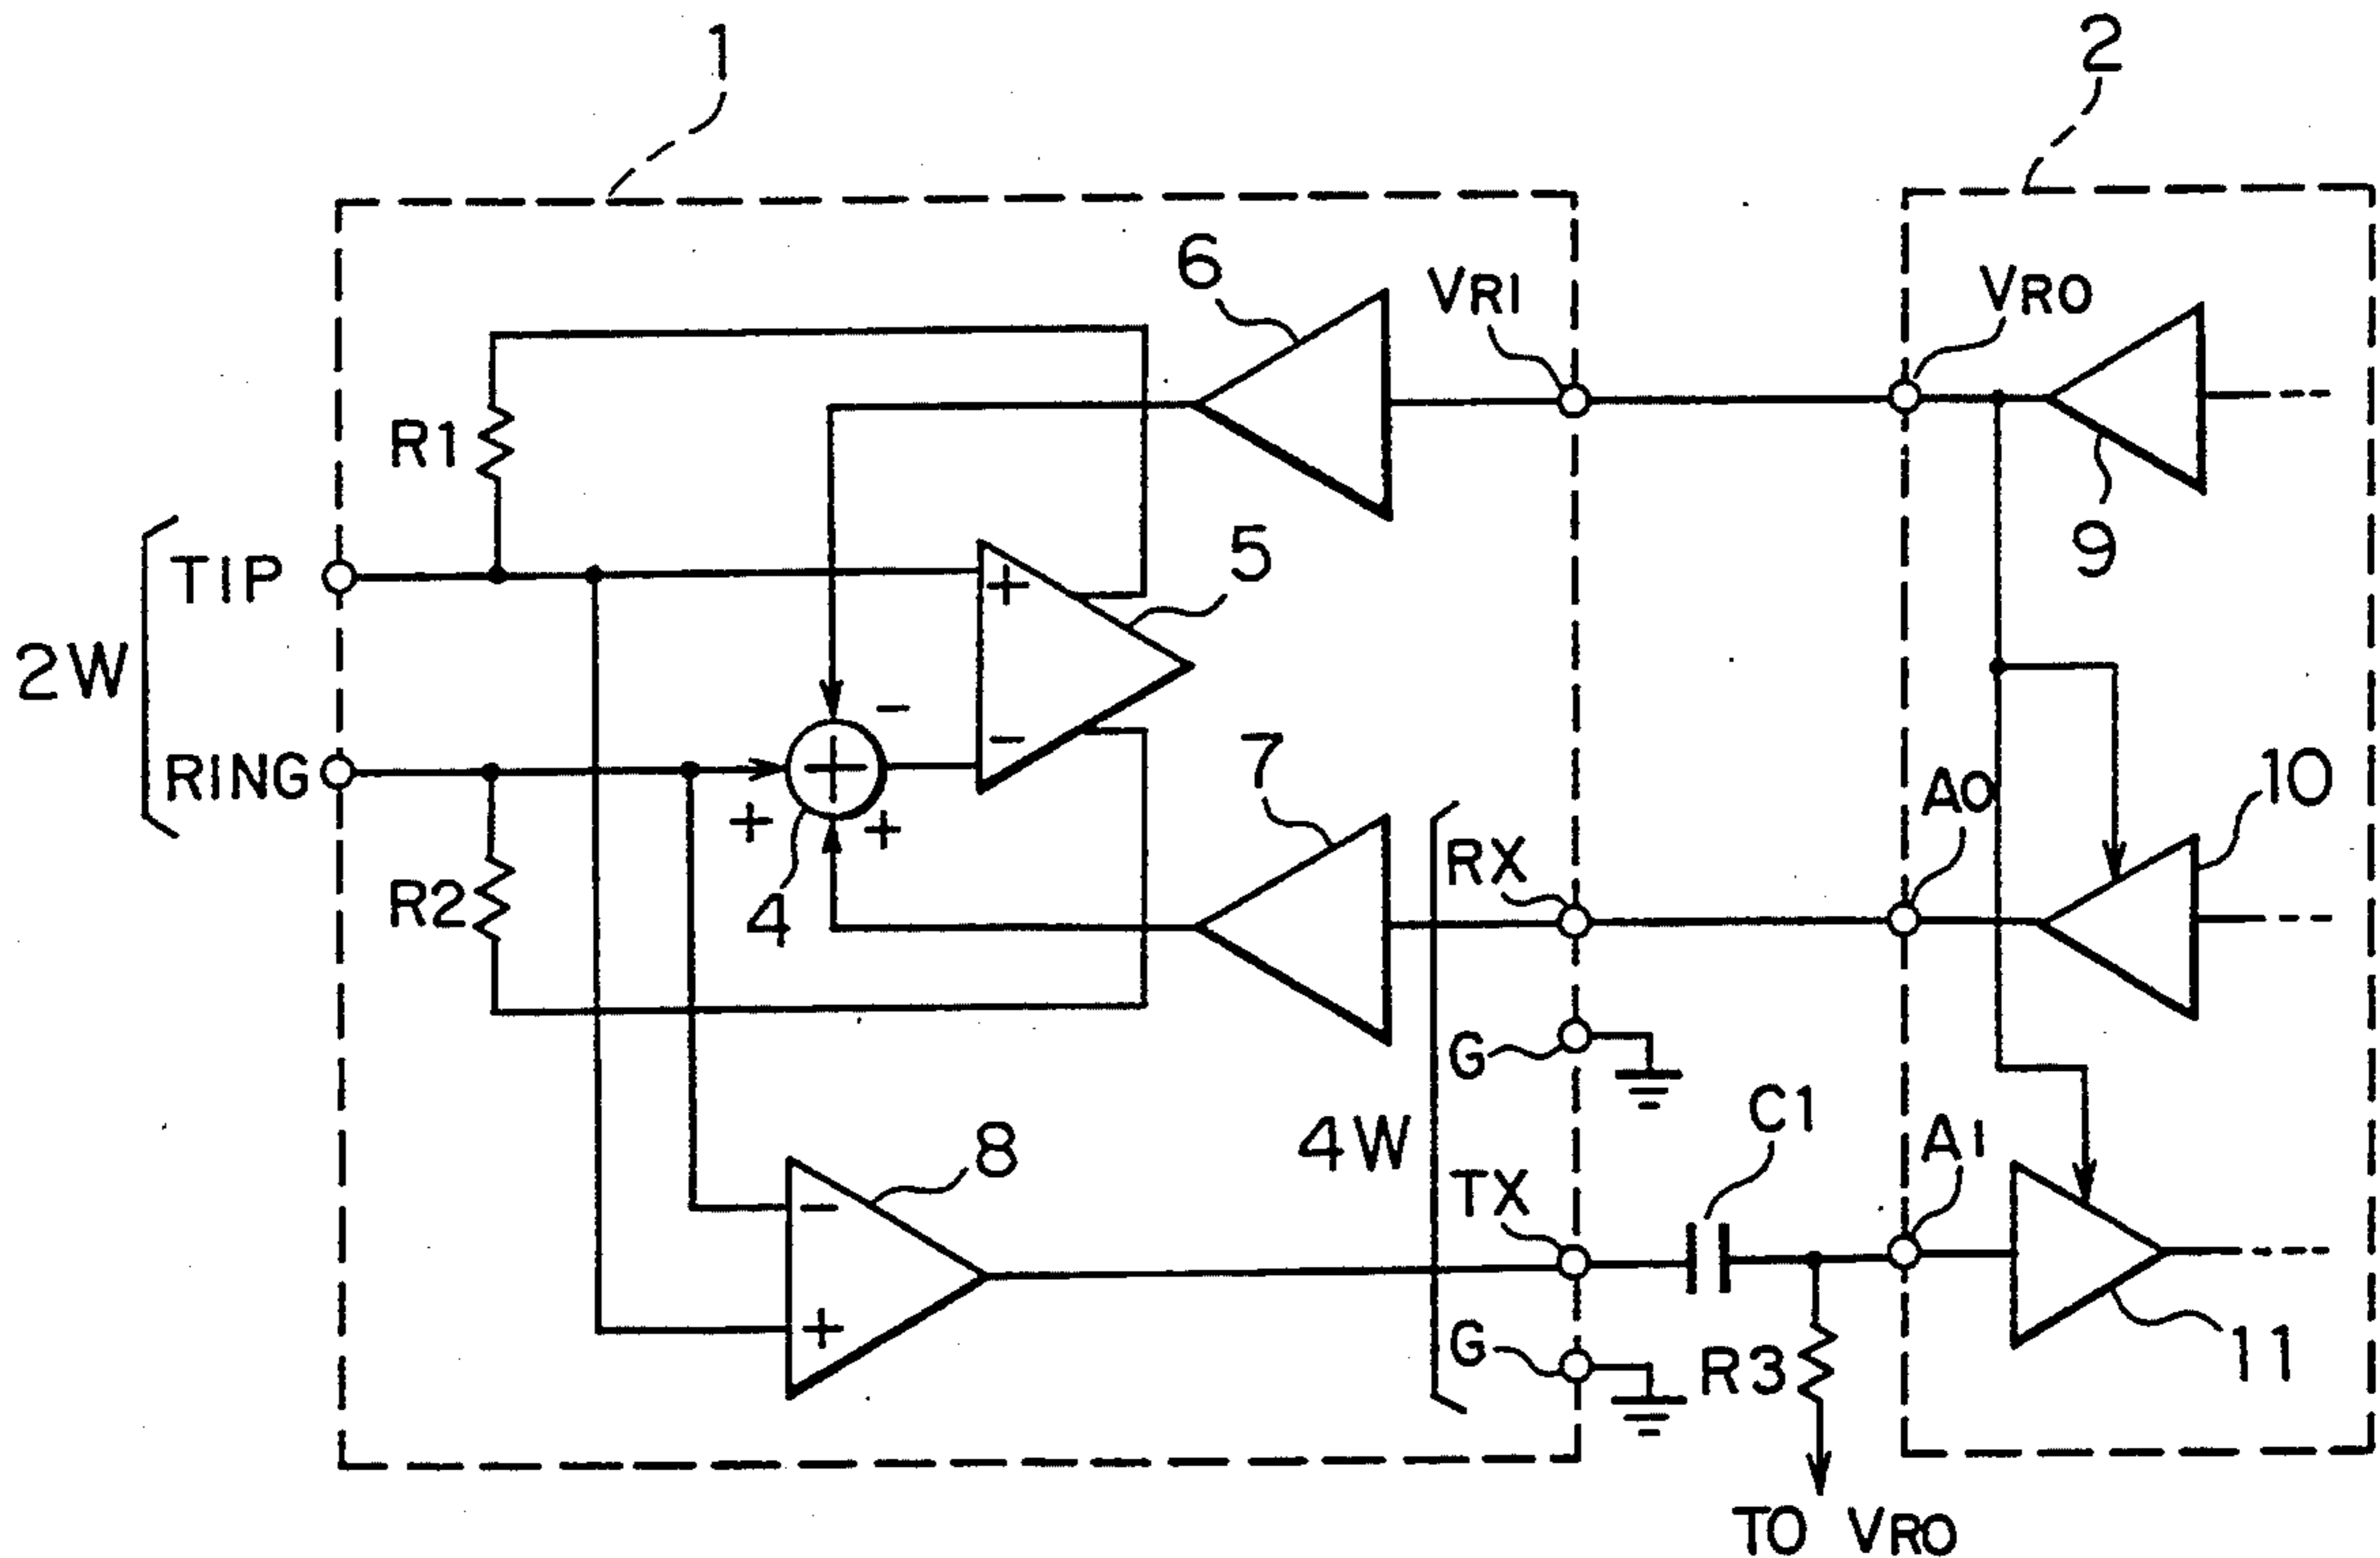 1
2
6
VRI
VRO
R1
5
9
TIP
2W
RING
-
+
-
+
+
4
7
RX
AO
10
R2
G
C1
8
4W
AI
TX
-
+
G
R3
11
TO VRO